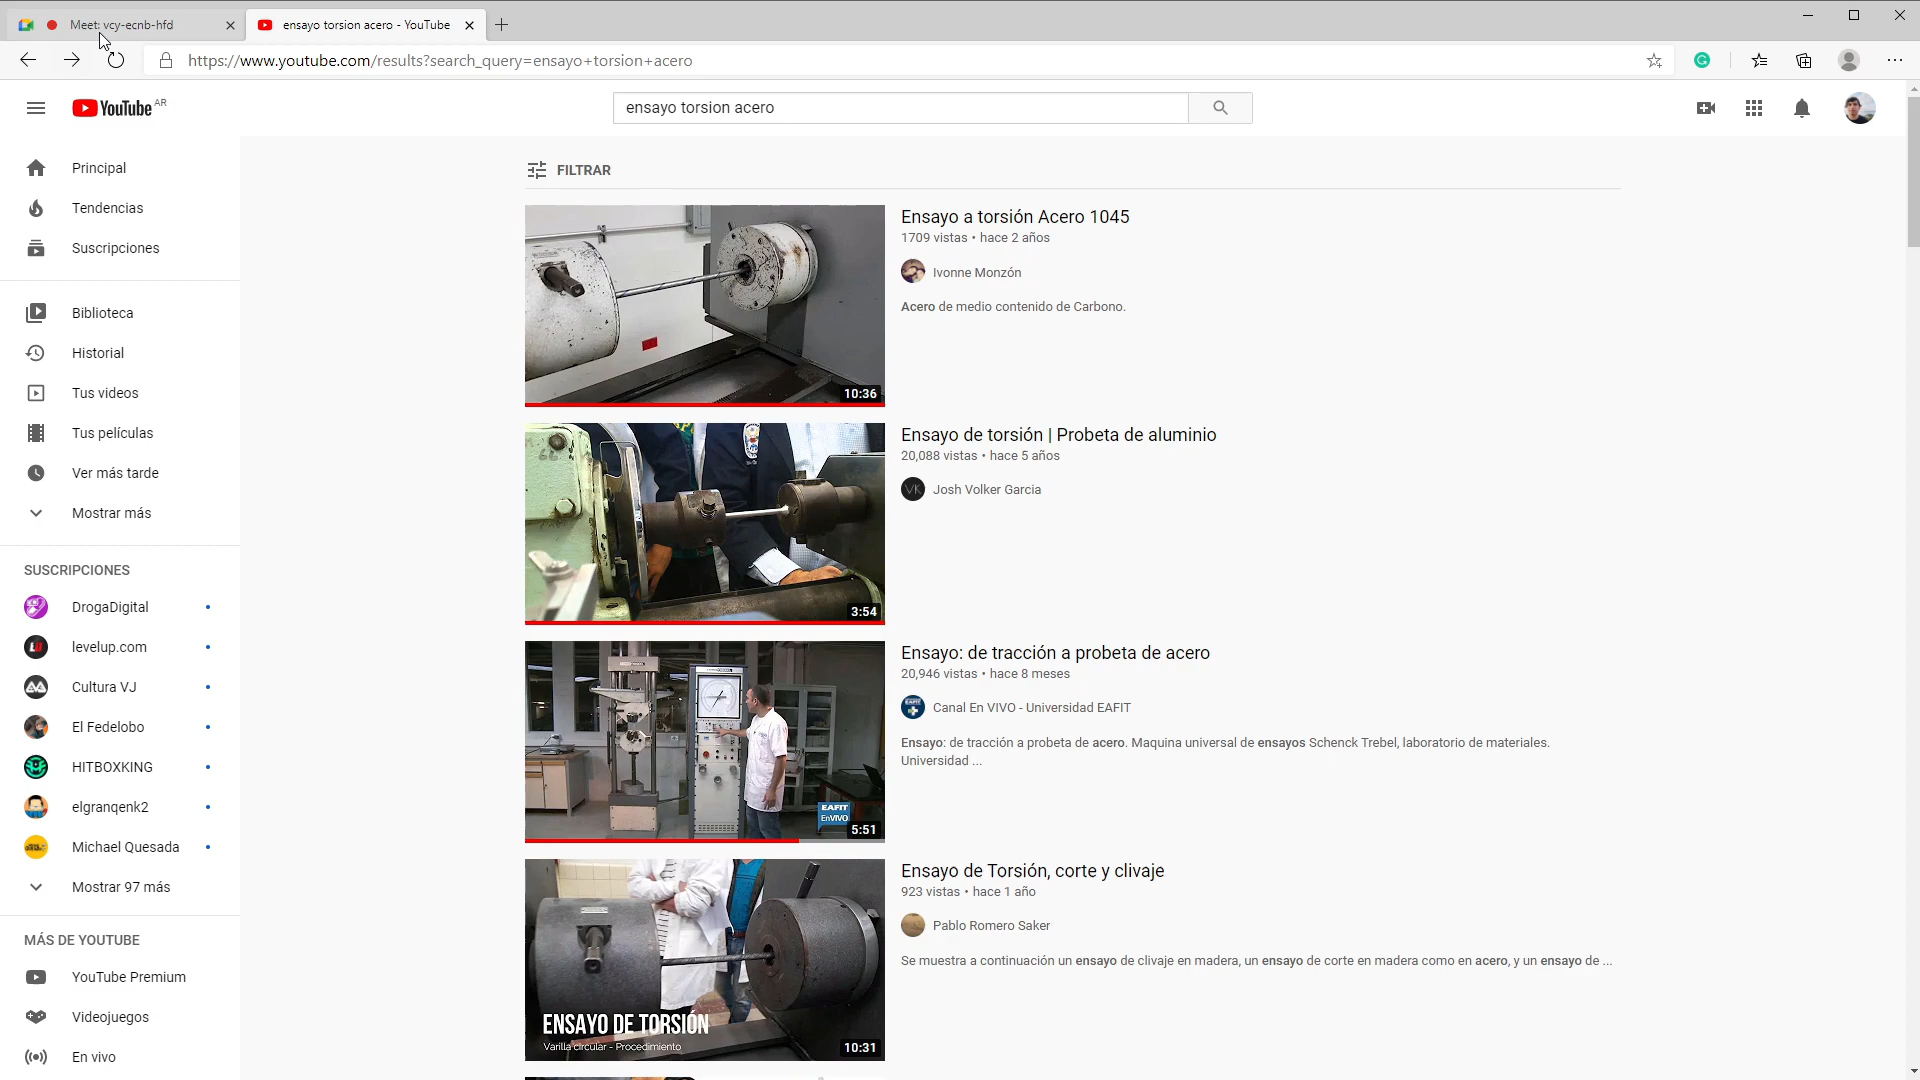 Meet: vcy-ecnb-hfd
ensayo torsion acero - YouTube
https://www.youtube.com/results?search_query=ensayo+torsion+acero
YouTube AR
ensayo torsion acero
Principal
Tendencias
Suscripciones
Biblioteca
Historial
Tus videos
Tus películas
Ver más tarde
Mostrar más
SUSCRIPCIONES
DrogaDigital
levelup.com
Cultura VJ
El Fedelobo
HITBOXKING
elgranqenk2
Michael Quesada
Mostrar 97 más
MÁS DE YOUTUBE
YouTube Premium
Videojuegos
En vivo
FILTRAR
10:36
Ensayo a torsión Acero 1045
1709 vistas • hace 2 años
Ivonne Monzón
Acero de medio contenido de Carbono.
3:54
Ensayo de torsión | Probeta de aluminio
20,088 vistas • hace 5 años
VK
Josh Volker Garcia
EAFIT
EnVIVO
5:51
Ensayo: de tracción a probeta de acero
20,946 vistas • hace 8 meses
Canal En VIVO - Universidad EAFIT
Ensayo: de tracción a probeta de acero. Maquina universal de ensayos Schenck Trebel, laboratorio de materiales.
Universidad ...
ENSAYO DE TORSIÓN
Varilla circular - Procedimiento
10:31
Ensayo de Torsión, corte y clivaje
923 vistas • hace 1 año
Pablo Romero Saker
Se muestra a continuación un ensayo de clivaje en madera, un ensayo de corte en madera como en acero, y un ensayo de ...